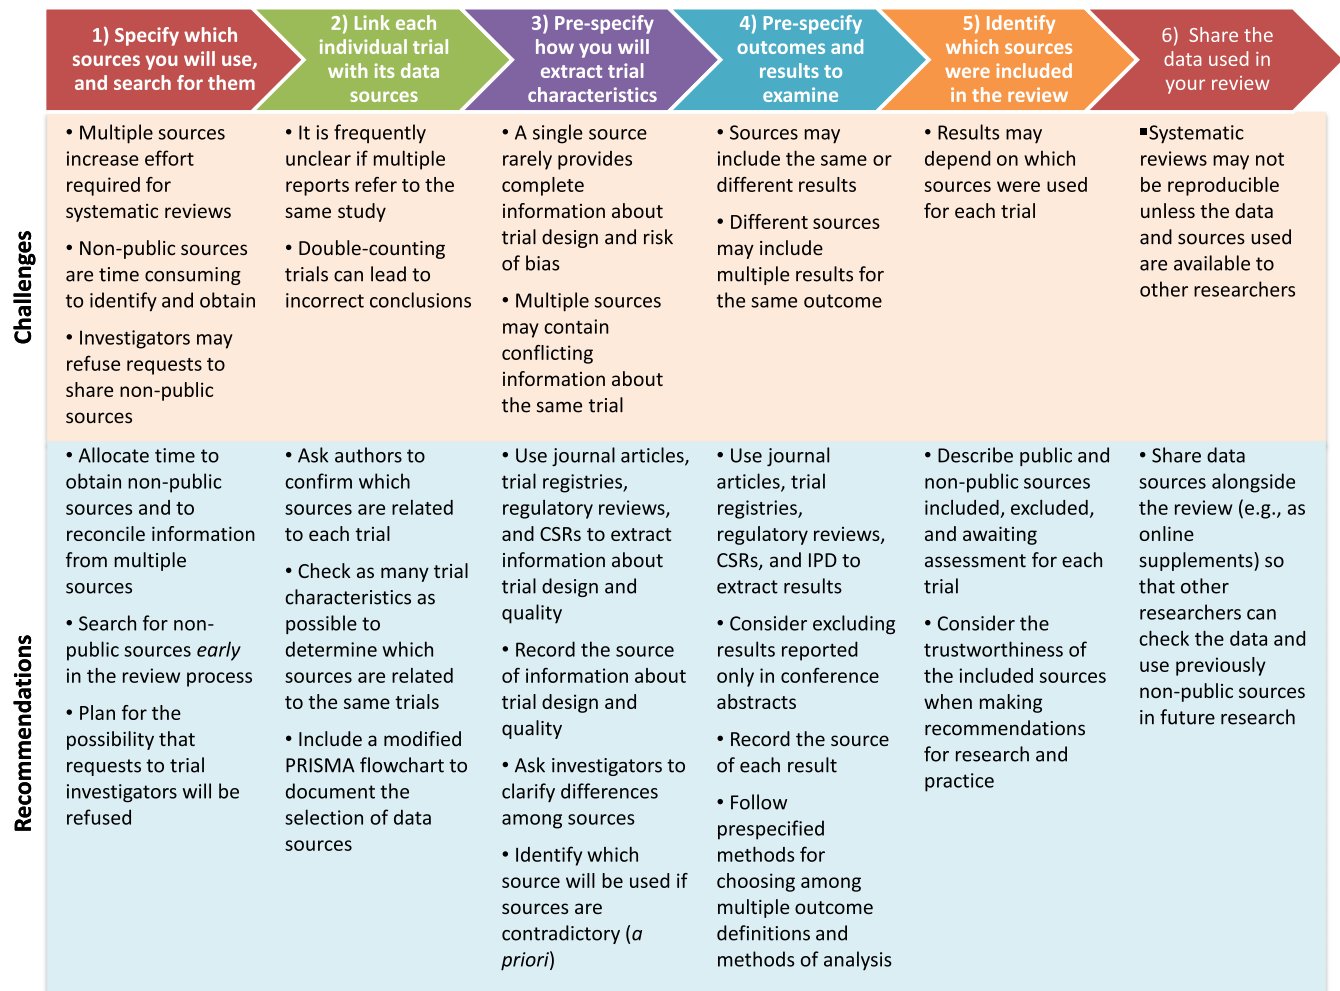 1) Specify which
sources you will use,
and search for them
2) Link each
individual trial
with its data
sources
3) Pre-specify
how you will
extract trial
characteristics
4) Pre-specify
outcomes and
results to
examine
5) Identify
which sources
were included
in the review
6) Share the
data used in
your review
Challenges
• Multiple sources
increase effort
required for
systematic reviews
• Non-public sources
are time consuming
to identify and obtain
• Investigators may
refuse requests to
share non-public
sources
• It is frequently
unclear if multiple
reports refer to the
same study
• Double-counting
trials can lead to
incorrect conclusions
• A single source
rarely provides
complete
information about
trial design and risk
of bias
• Multiple sources
may contain
conflicting
information about
the same trial
• Sources may
include the same or
different results
• Different sources
may include
multiple results for
the same outcome
• Results may
depend on which
sources were used
for each trial
▪Systematic
reviews may not
be reproducible
unless the data
and sources used
are available to
other researchers
Recommendations
• Allocate time to
obtain non-public
sources and to
reconcile information
from multiple
sources
• Search for non-
public sources early
in the review process
• Plan for the
possibility that
requests to trial
investigators will be
refused
• Ask authors to
confirm which
sources are related
to each trial
• Check as many trial
characteristics as
possible to
determine which
sources are related
to the same trials
• Include a modified
PRISMA flowchart to
document the
selection of data
sources
• Use journal articles,
trial registries,
regulatory reviews,
and CSRs to extract
information about
trial design and
quality
• Record the source
of information about
trial design and
quality
• Ask investigators to
clarify differences
among sources
• Identify which
source will be used if
sources are
contradictory (a
priori)
• Use journal
articles, trial
registries,
regulatory reviews,
CSRs, and IPD to
extract results
• Consider excluding
results reported
only in conference
abstracts
• Record the source
of each result
• Follow
prespecified
methods for
choosing among
multiple outcome
definitions and
methods of analysis
• Describe public and
non-public sources
included, excluded,
and awaiting
assessment for each
trial
• Consider the
trustworthiness of
the included sources
when making
recommendations
for research and
practice
• Share data
sources alongside
the review (e.g., as
online
supplements) so
that other
researchers can
check the data and
use previously
non-public sources
in future research